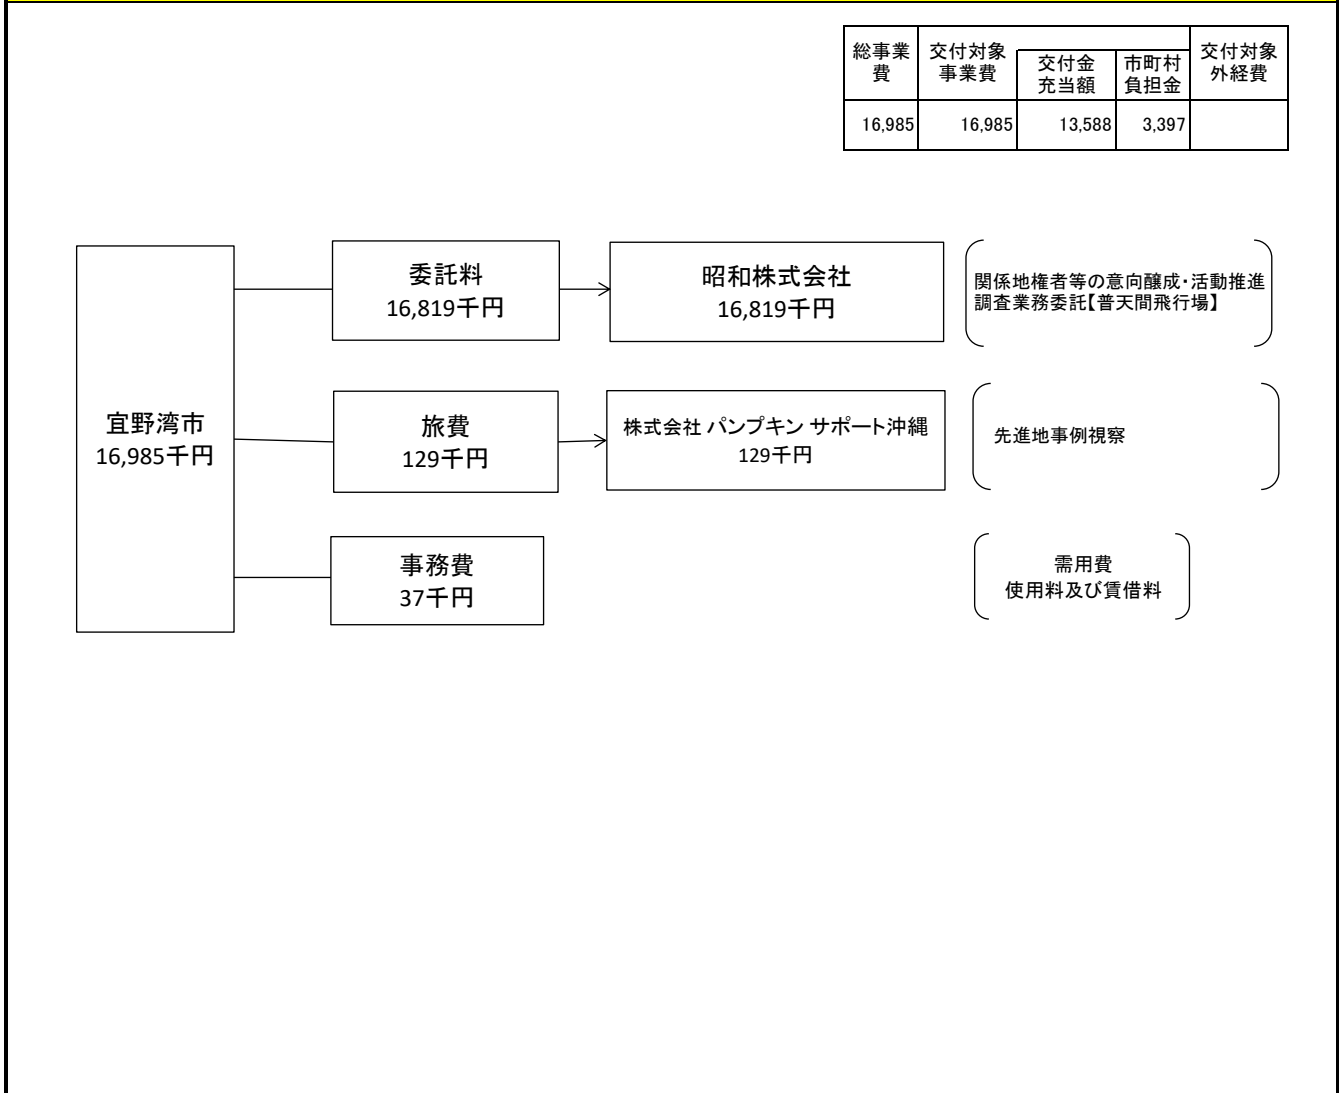 総事業
費
交付対象
事業費
交付金
充当額
市町村
負担金
交付対象
外経費
16,985
16,985
13,588
3,397
宜野湾市
16,985千円
委託料
16,819千円
昭和株式会社
16,819千円
関係地権者等の意向醸成・活動推進
調査業務委託【普天間飛行場】
旅費
129千円
株式会社 パンプキン サポート沖縄
129千円
先進地事例視察
事務費
37千円
需用費
使用料及び賃借料